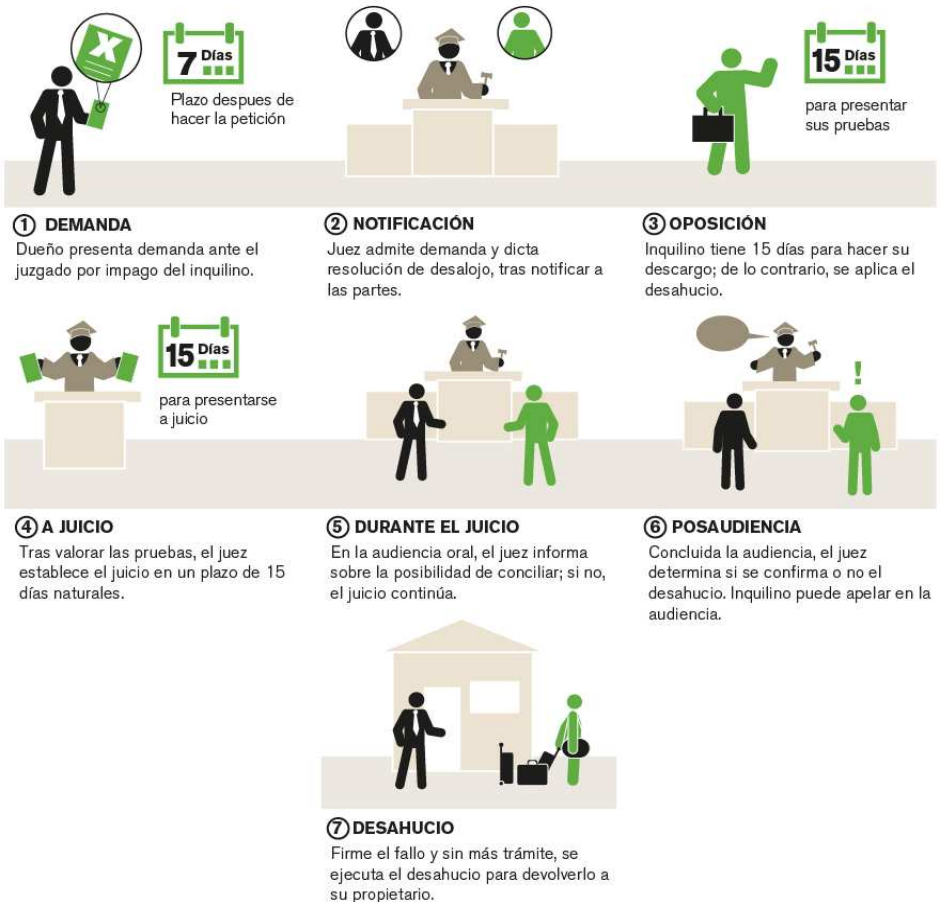 7 Días
Plazo despues de
hacer la petición
15 Días
para presentar
sus pruebas
① DEMANDA
Dueño presenta demanda ante el
juzgado por impago del inquilino.
② NOTIFICACIÓN
Juez admite demanda y dicta
resolución de desalojo, tras notificar a
las partes.
③ OPOSICIÓN
Inquilino tiene 15 días para hacer su
descargo; de lo contrario, se aplica el
desahucio.
15 Días
para presentarse
a juicio
!
④ A JUICIO
Tras valorar las pruebas, el juez
establece el juicio en un plazo de 15
días naturales.
⑤ DURANTE EL JUICIO
En la audiencia oral, el juez informa
sobre la posibilidad de conciliar; si no,
el juicio continúa.
⑥ POSAUDIENCIA
Concluida la audiencia, el juez
determina si se confirma o no el
desahucio. Inquilino puede apelar en la
audiencia.
⑦ DESAHUCIO
Firme el fallo y sin más trámite, se
ejecuta el desahucio para devolverlo a
su propietario.